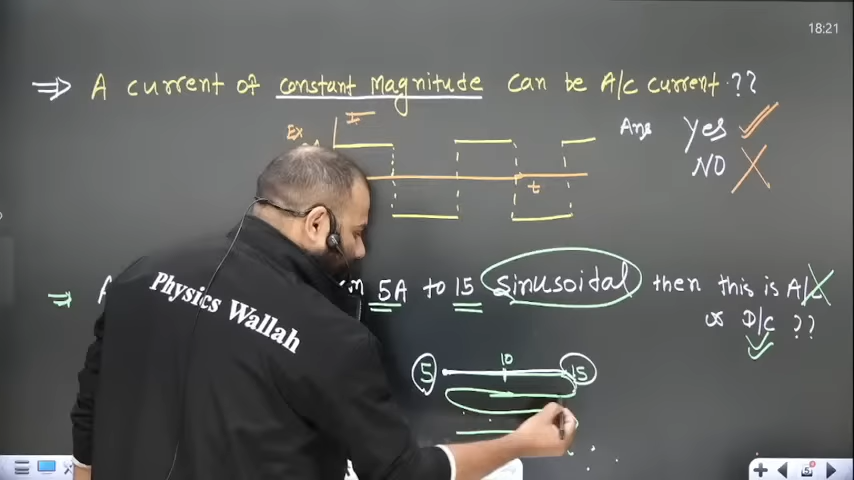 18:21
⇒ A current of constant magnitude can be A/c current ??
Ex I
Ans Yes ✓
NO ✗
t
⇒ A 5A to 15 sinusoidal then this is A/c
or D/c ??
5 10 15
Physics Wallah